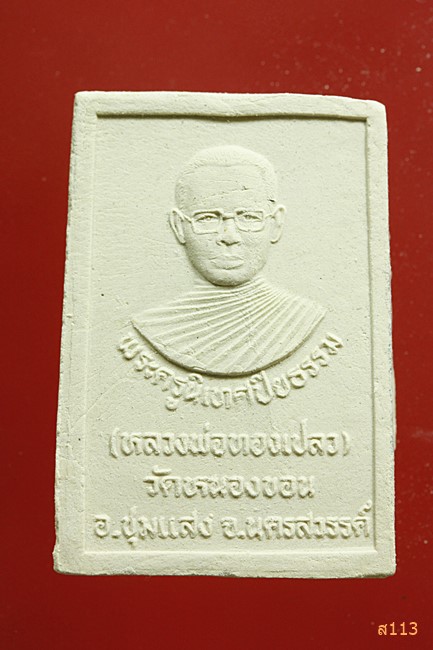 พระครูนิเทศปิยธรรม
(หลวงพ่อทองเปลว)
วัดหนองขอน
อ.ชุมแสง จ.นครสวรรค์
ส113